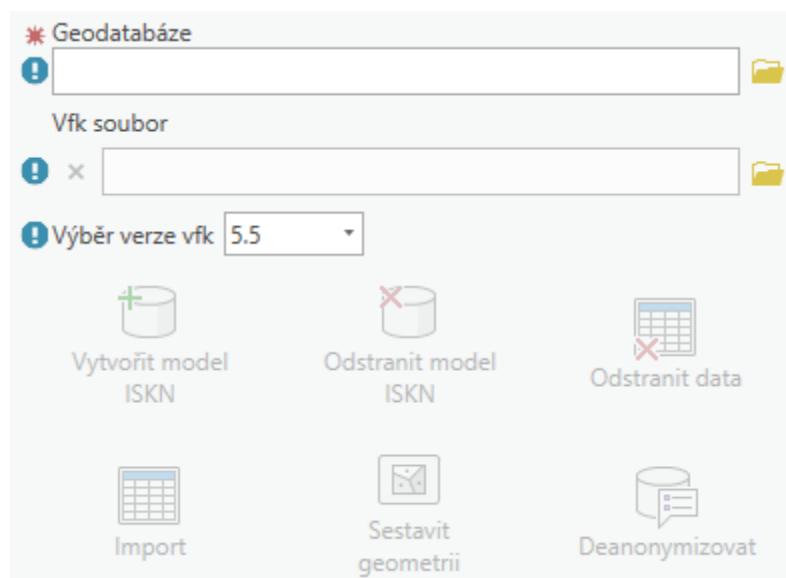 Geodatabáze
Vfk soubor
Výběr verze vfk 5.5
Vytvořit model
ISKN
Odstranit model
ISKN
Odstranit data
Import
Sestavit
geometrii
Deanonymizovat